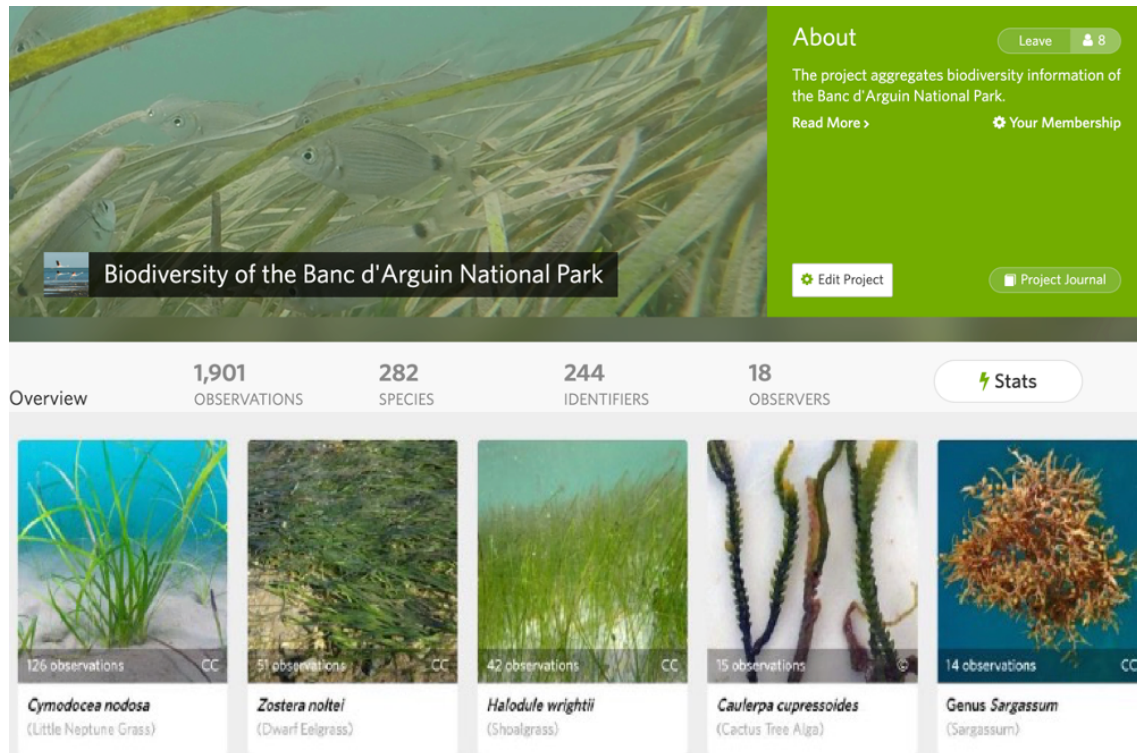 About
Leave
8
The project aggregates biodiversity information of
the Banc d'Arguin National Park.
Read More ›
Your Membership
Biodiversity of the Banc d'Arguin National Park
Edit Project
Project Journal
Overview
1,901
OBSERVATIONS
282
SPECIES
244
IDENTIFIERS
18
OBSERVERS
Stats
126 observations
CC
51 observations
CC
42 observations
CC
15 observations
©
14 observations
CC
Cymodocea nodosa
(Little Neptune Grass)
Zostera noltei
(Dwarf Eelgrass)
Halodule wrightii
(Shoalgrass)
Caulerpa cupressoides
(Cactus Tree Alga)
Genus Sargassum
(Sargassum)